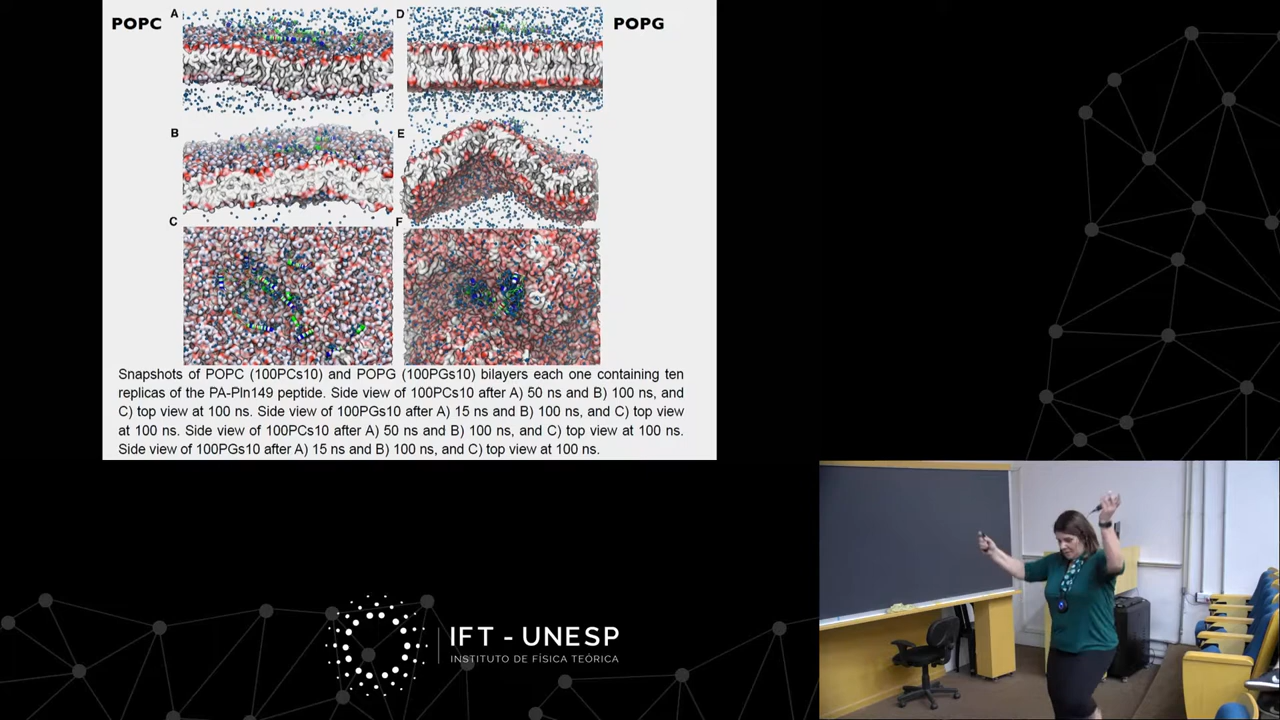 POPC
A
D
POPG
B
E
C
F
Snapshots of POPC (100PCs10) and POPG (100PGs10) bilayers each one containing ten
replicas of the PA-Pln149 peptide. Side view of 100PCs10 after A) 50 ns and B) 100 ns, and
C) top view at 100 ns. Side view of 100PGs10 after A) 15 ns and B) 100 ns, and C) top view
at 100 ns. Side view of 100PCs10 after A) 50 ns and B) 100 ns, and C) top view at 100 ns.
Side view of 100PGs10 after A) 15 ns and B) 100 ns, and C) top view at 100 ns.
IFT - UNESP
INSTITUTO DE FÍSICA TEÓRICA